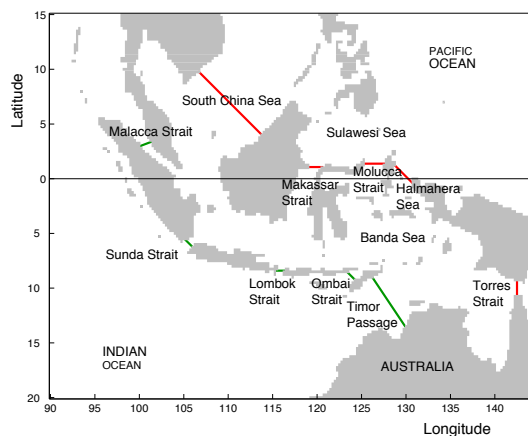 15
PACIFIC
OCEAN
10
South China Sea
Latitude
5
Malacca Strait
Sulawesi Sea
Molucca
Strait
0
Makassar
Strait
Halmahera
Sea
Banda Sea
5
Sunda Strait
Lombok
Strait
Ombai
Strait
Torres
Strait
10
Timor
Passage
15
INDIAN
OCEAN
AUSTRALIA
20
90 95 100 105 110 115 120 125 130 135 140
Longitude